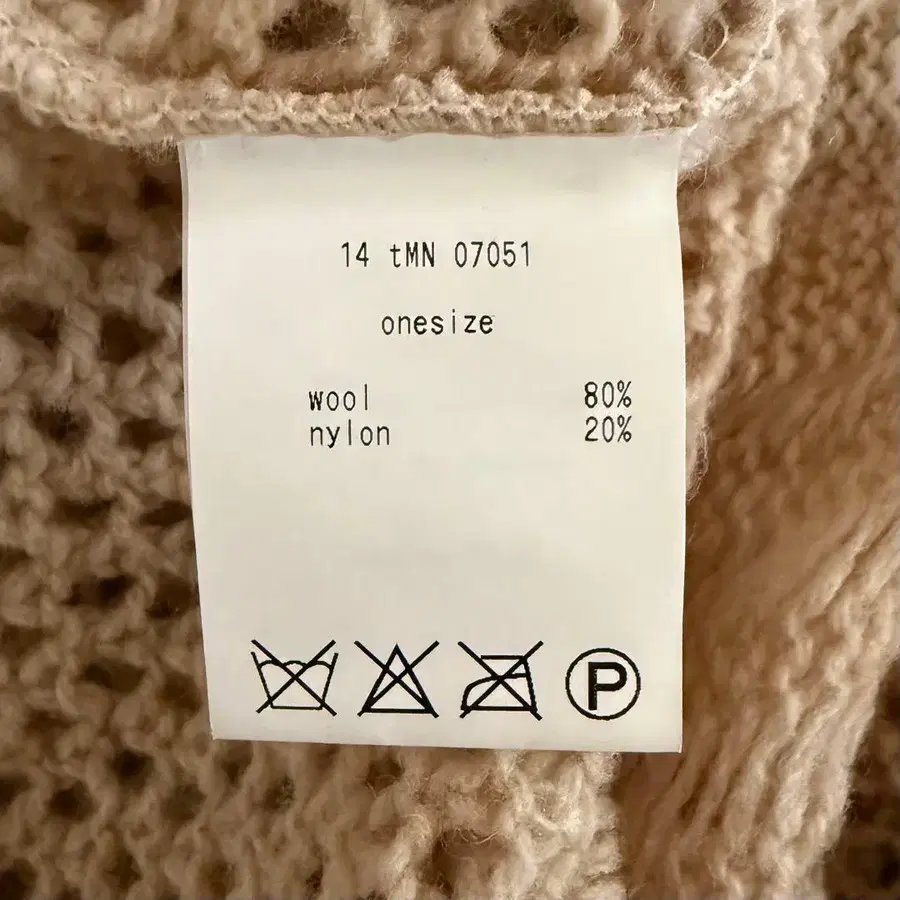 14 tMN 07051
onesize
wool 80%
nylon 20%
P